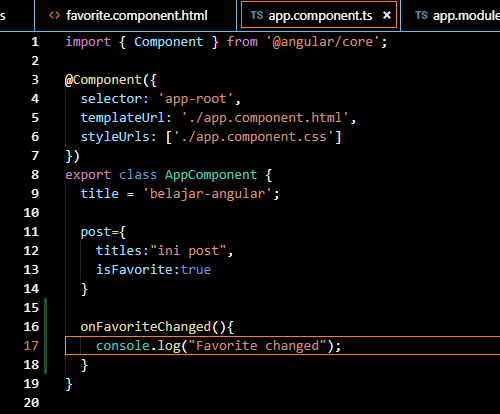 s favorite.component.html TS app.component.ts × TS app.module
1 import { Component } from '@angular/core';
2
3 @Component({
4 selector: 'app-root',
5 templateUrl: './app.component.html',
6 styleUrls: ['./app.component.css']
7 })
8 export class AppComponent {
9 title = 'belajar-angular';
10
11 post={
12 titles:"ini post",
13 isFavorite:true
14 }
15
16 onFavoriteChanged(){
17 console.log("Favorite changed");
18 }
19 }
20